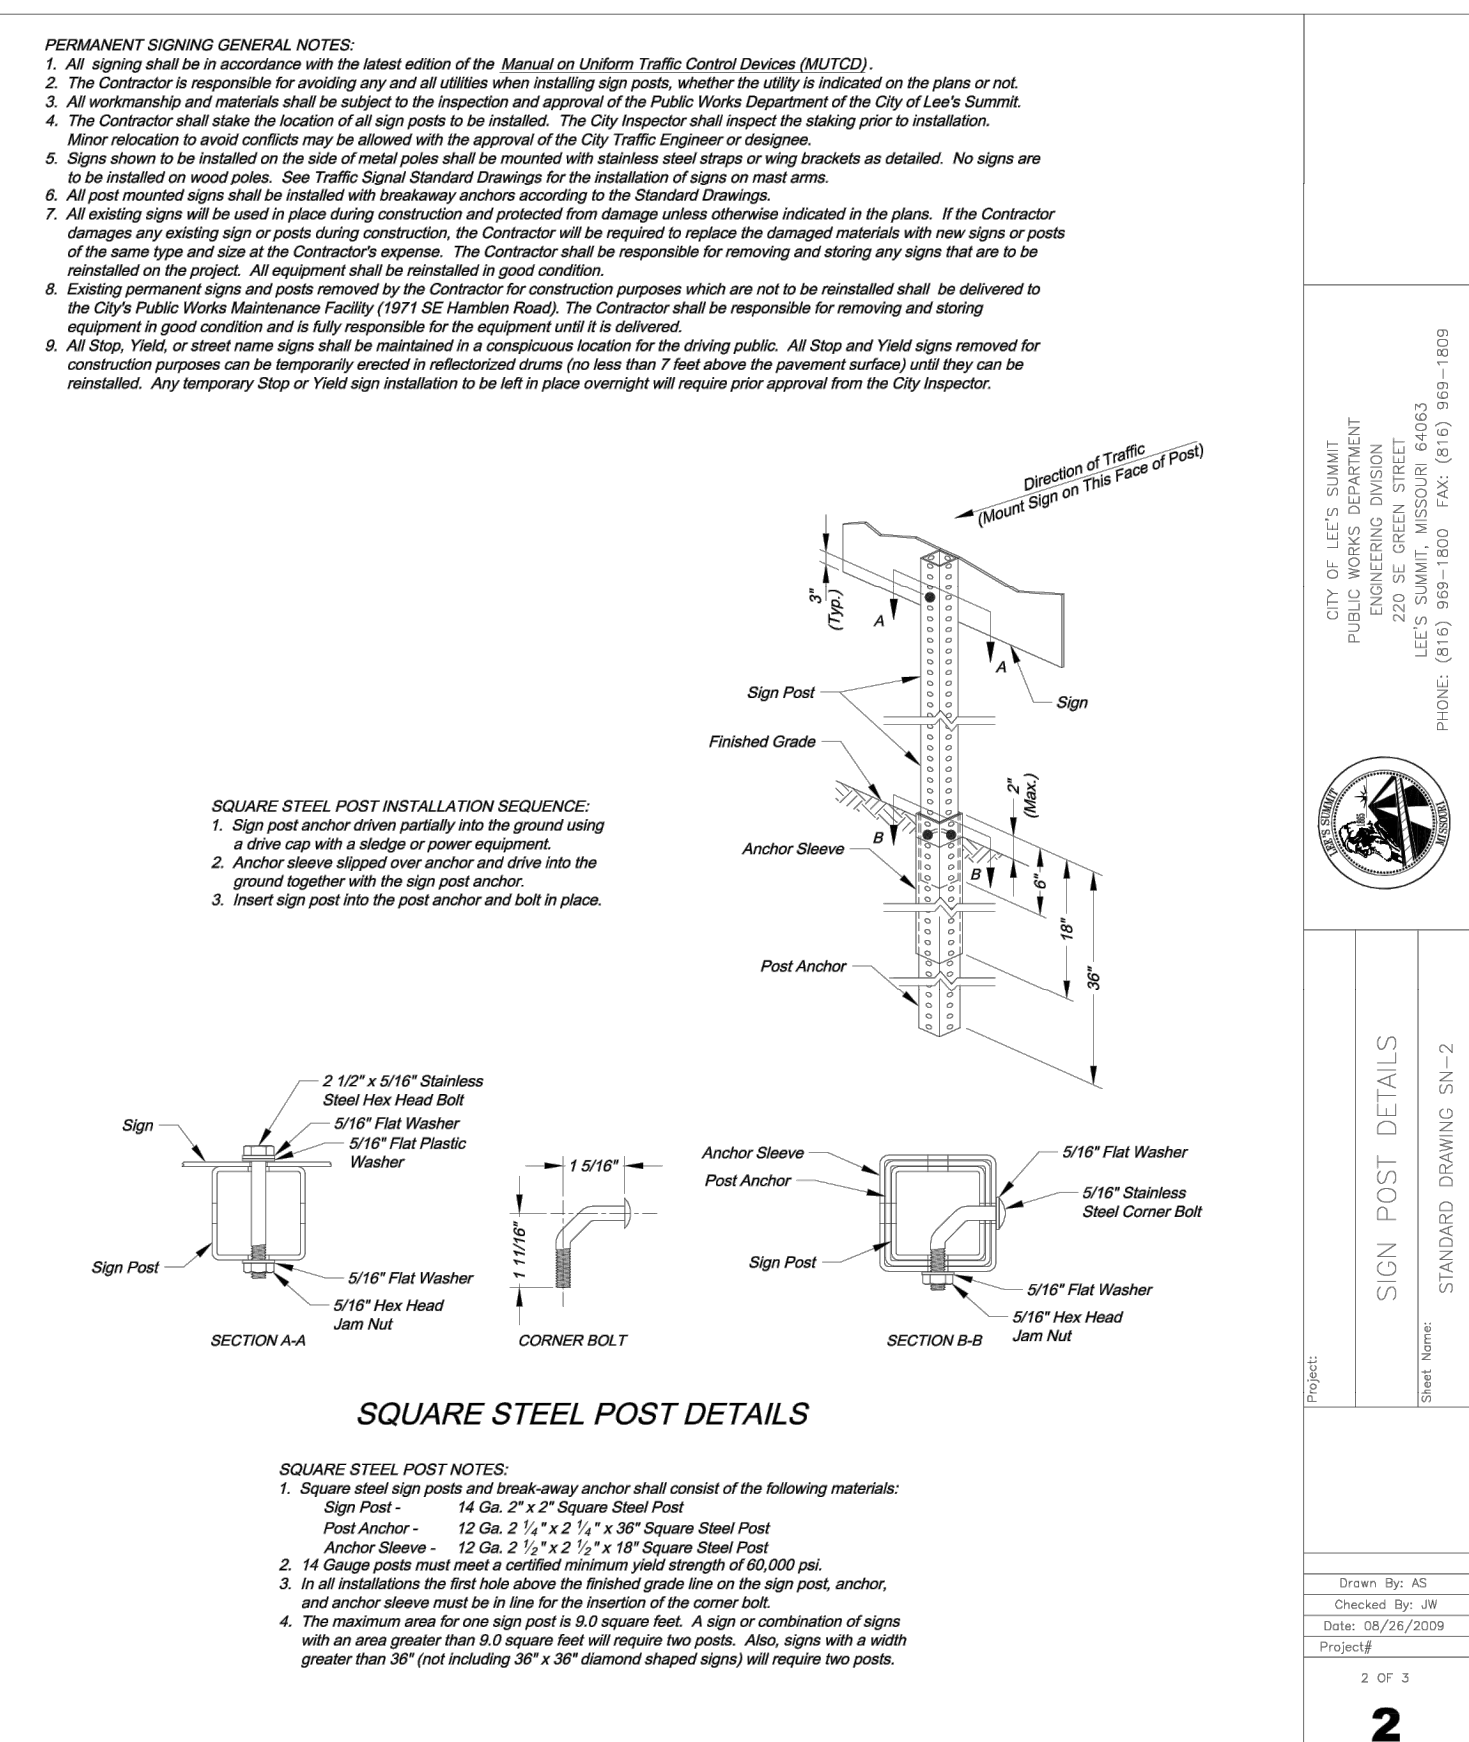 PERMANENT SIGNING GENERAL NOTES:
1. All signing shall be in accordance with the latest edition of the Manual on Uniform Traffic Control Devices (MUTCD).
2. The Contractor is responsible for avoiding any and all utilities when installing sign posts, whether the utility is indicated on the plans or not.
3. All workmanship and materials shall be subject to the inspection and approval of the Public Works Department of the City of Lee's Summit.
4. The Contractor shall stake the location of all sign posts to be installed. The City Inspector shall inspect the staking prior to installation.
Minor relocation to avoid conflicts may be allowed with the approval of the City Traffic Engineer or designee.
5. Signs shown to be installed on the side of metal poles shall be mounted with stainless steel straps or wing brackets as detailed. No signs are
to be installed on wood poles. See Traffic Signal Standard Drawings for the installation of signs on mast arms.
6. All post mounted signs shall be installed with breakaway anchors according to the Standard Drawings.
7. All existing signs will be used in place during construction and protected from damage unless otherwise indicated in the plans. If the Contractor
damages any existing sign or posts during construction, the Contractor will be required to replace the damaged materials with new signs or posts
of the same type and size at the Contractor's expense. The Contractor shall be responsible for removing and storing any signs that are to be
reinstalled on the project. All equipment shall be reinstalled in good condition.
8. Existing permanent signs and posts removed by the Contractor for construction purposes which are not to be reinstalled shall be delivered to
the City's Public Works Maintenance Facility (1971 SE Hamblen Road). The Contractor shall be responsible for removing and storing
equipment in good condition and is fully responsible for the equipment until it is delivered.
9. All Stop, Yield, or street name signs shall be maintained in a conspicuous location for the driving public. All Stop and Yield signs removed for
construction purposes can be temporarily erected in reflectorized drums (no less than 7 feet above the pavement surface) until they can be
reinstalled. Any temporary Stop or Yield sign installation to be left in place overnight will require prior approval from the City Inspector.
Direction of Traffic
(Mount Sign on This Face of Post)
3"
(Typ.)
A
A
Sign Post
Sign
Finished Grade
2"
(Max.)
B
B
Anchor Sleeve
6"
18"
36"
Post Anchor
SQUARE STEEL POST INSTALLATION SEQUENCE:
1. Sign post anchor driven partially into the ground using
a drive cap with a sledge or power equipment.
2. Anchor sleeve slipped over anchor and drive into the
ground together with the sign post anchor.
3. Insert sign post into the post anchor and bolt in place.
2 1/2" x 5/16" Stainless
Steel Hex Head Bolt
Sign
5/16" Flat Washer
5/16" Flat Plastic
Washer
Sign Post
5/16" Flat Washer
5/16" Hex Head
Jam Nut
SECTION A-A
1 5/16"
1 11/16"
CORNER BOLT
Anchor Sleeve
Post Anchor
Sign Post
5/16" Flat Washer
5/16" Stainless
Steel Corner Bolt
5/16" Flat Washer
5/16" Hex Head
Jam Nut
SECTION B-B
SQUARE STEEL POST DETAILS
SQUARE STEEL POST NOTES:
1. Square steel sign posts and break-away anchor shall consist of the following materials:
Sign Post - 14 Ga. 2" x 2" Square Steel Post
Post Anchor - 12 Ga. 2 1/4" x 2 1/4" x 36" Square Steel Post
Anchor Sleeve - 12 Ga. 2 1/2" x 2 1/2" x 18" Square Steel Post
2. 14 Gauge posts must meet a certified minimum yield strength of 60,000 psi.
3. In all installations the first hole above the finished grade line on the sign post, anchor,
and anchor sleeve must be in line for the insertion of the corner bolt.
4. The maximum area for one sign post is 9.0 square feet. A sign or combination of signs
with an area greater than 9.0 square feet will require two posts. Also, signs with a width
greater than 36" (not including 36" x 36" diamond shaped signs) will require two posts.
CITY OF LEE'S SUMMIT
PUBLIC WORKS DEPARTMENT
ENGINEERING DIVISION
220 SE GREEN STREET
LEE'S SUMMIT, MISSOURI 64063
PHONE: (816) 969-1800 FAX: (816) 969-1809
LEE'S SUMMIT
1865
MISSOURI
Project:
SIGN POST DETAILS
Sheet Name:
STANDARD DRAWING SN-2
Drawn By: AS
Checked By: JW
Date: 08/26/2009
Project#
2 OF 3
2